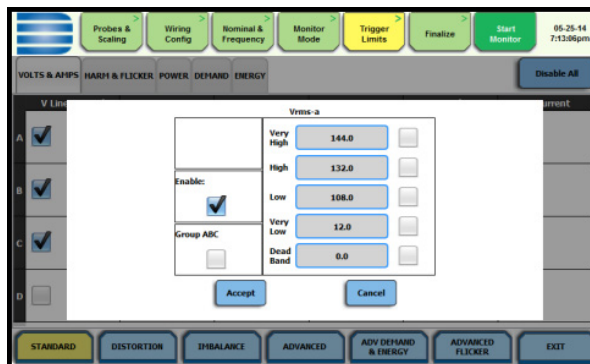 Probes & Scaling
Wiring Config
Nominal & Frequency
Monitor Mode
Trigger Limits
Finalize
Start Monitor
05-25-14
7:13:06pm
VOLTS & AMPS HARM & FLICKER POWER DEMAND ENERGY
Disable All
V Line
urrent
Vrms-a
A
Very High 144.0
High 132.0
Enable:
B
Low 108.0
Very Low 12.0
Group ABC
C
Dead Band 0.0
Accept Cancel
D
STANDARD DISTORTION IMBALANCE ADVANCED ADV DEMAND & ENERGY ADVANCED FLICKER EXIT